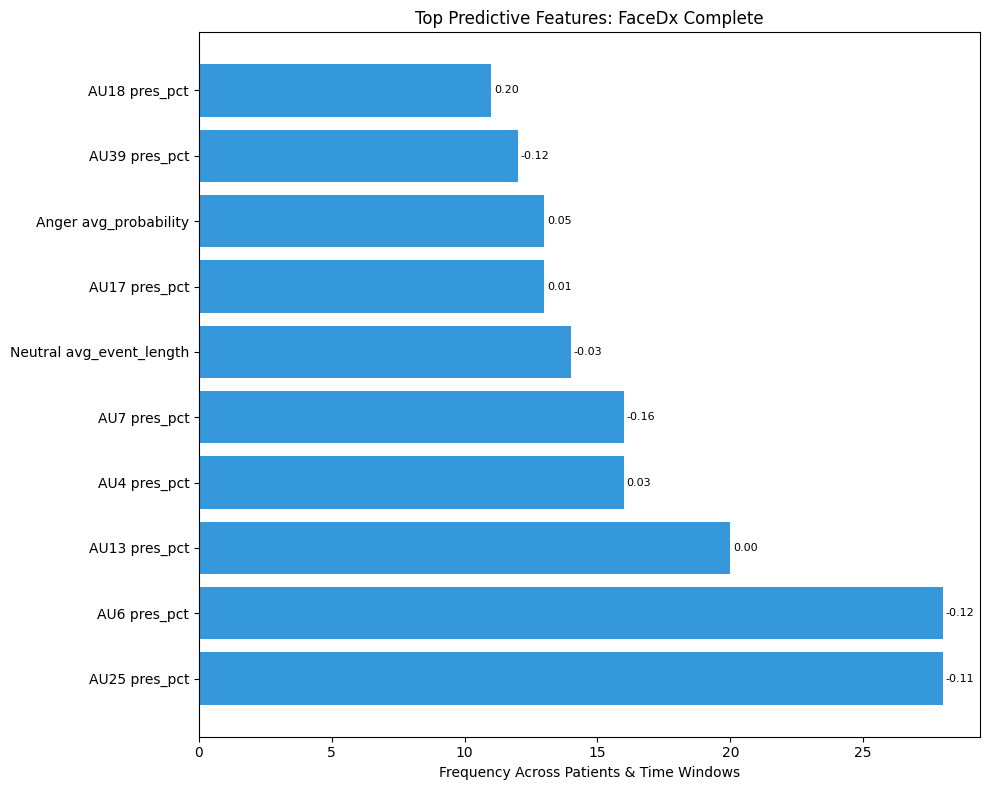 Top Predictive Features: FaceDx Complete
AU18 pres_pct 0.20
AU39 pres_pct -0.12
Anger avg_probability 0.05
AU17 pres_pct 0.01
Neutral avg_event_length -0.03
AU7 pres_pct -0.16
AU4 pres_pct 0.03
AU13 pres_pct 0.00
AU6 pres_pct -0.12
AU25 pres_pct -0.11
0 5 10 15 20 25
Frequency Across Patients & Time Windows